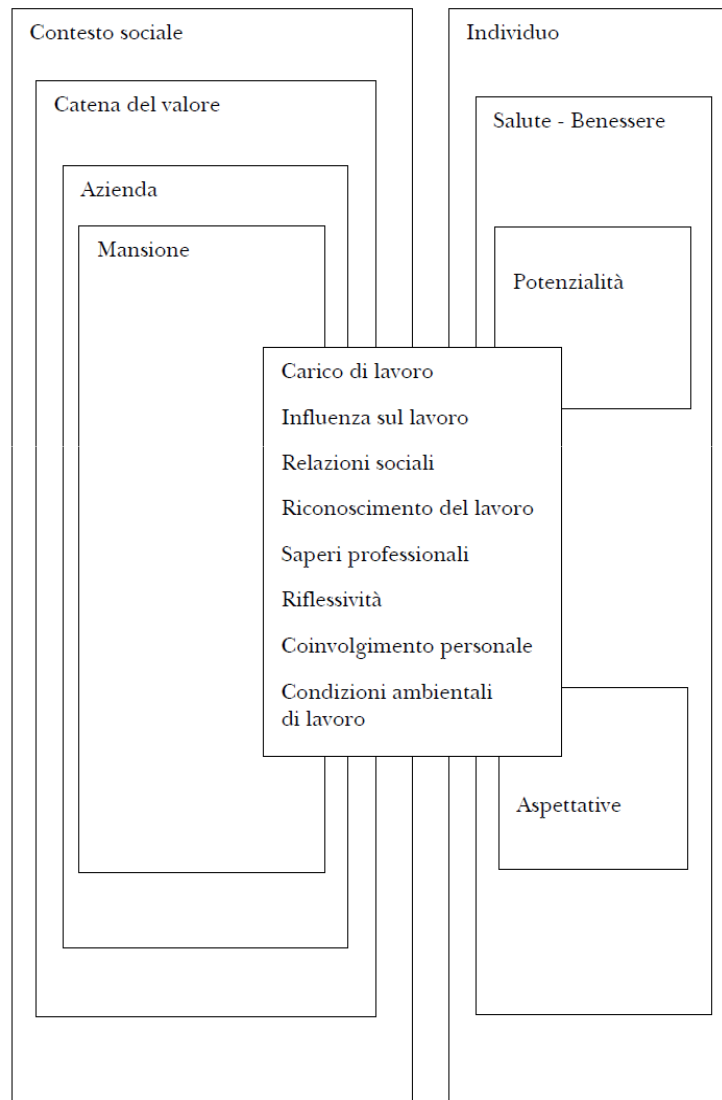 Contesto sociale
Catena del valore
Azienda
Mansione
Individuo
Salute - Benessere
Potenzialità
Carico di lavoro
Influenza sul lavoro
Relazioni sociali
Riconoscimento del lavoro
Saperi professionali
Riflessività
Coinvolgimento personale
Condizioni ambientali
di lavoro
Aspettative